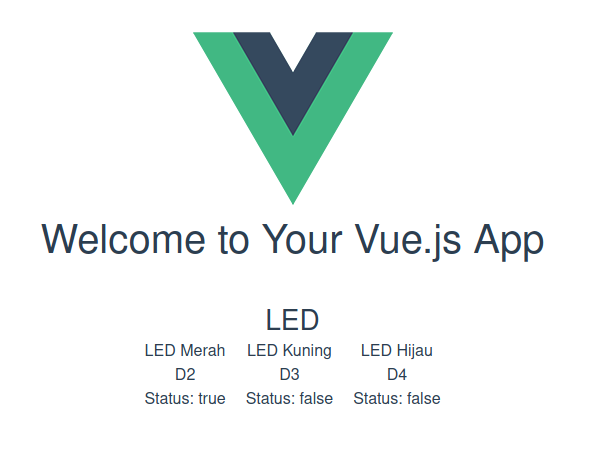 Welcome to Your Vue.js App
LED
LED Merah LED Kuning LED Hijau
D2 D3 D4
Status: true Status: false Status: false